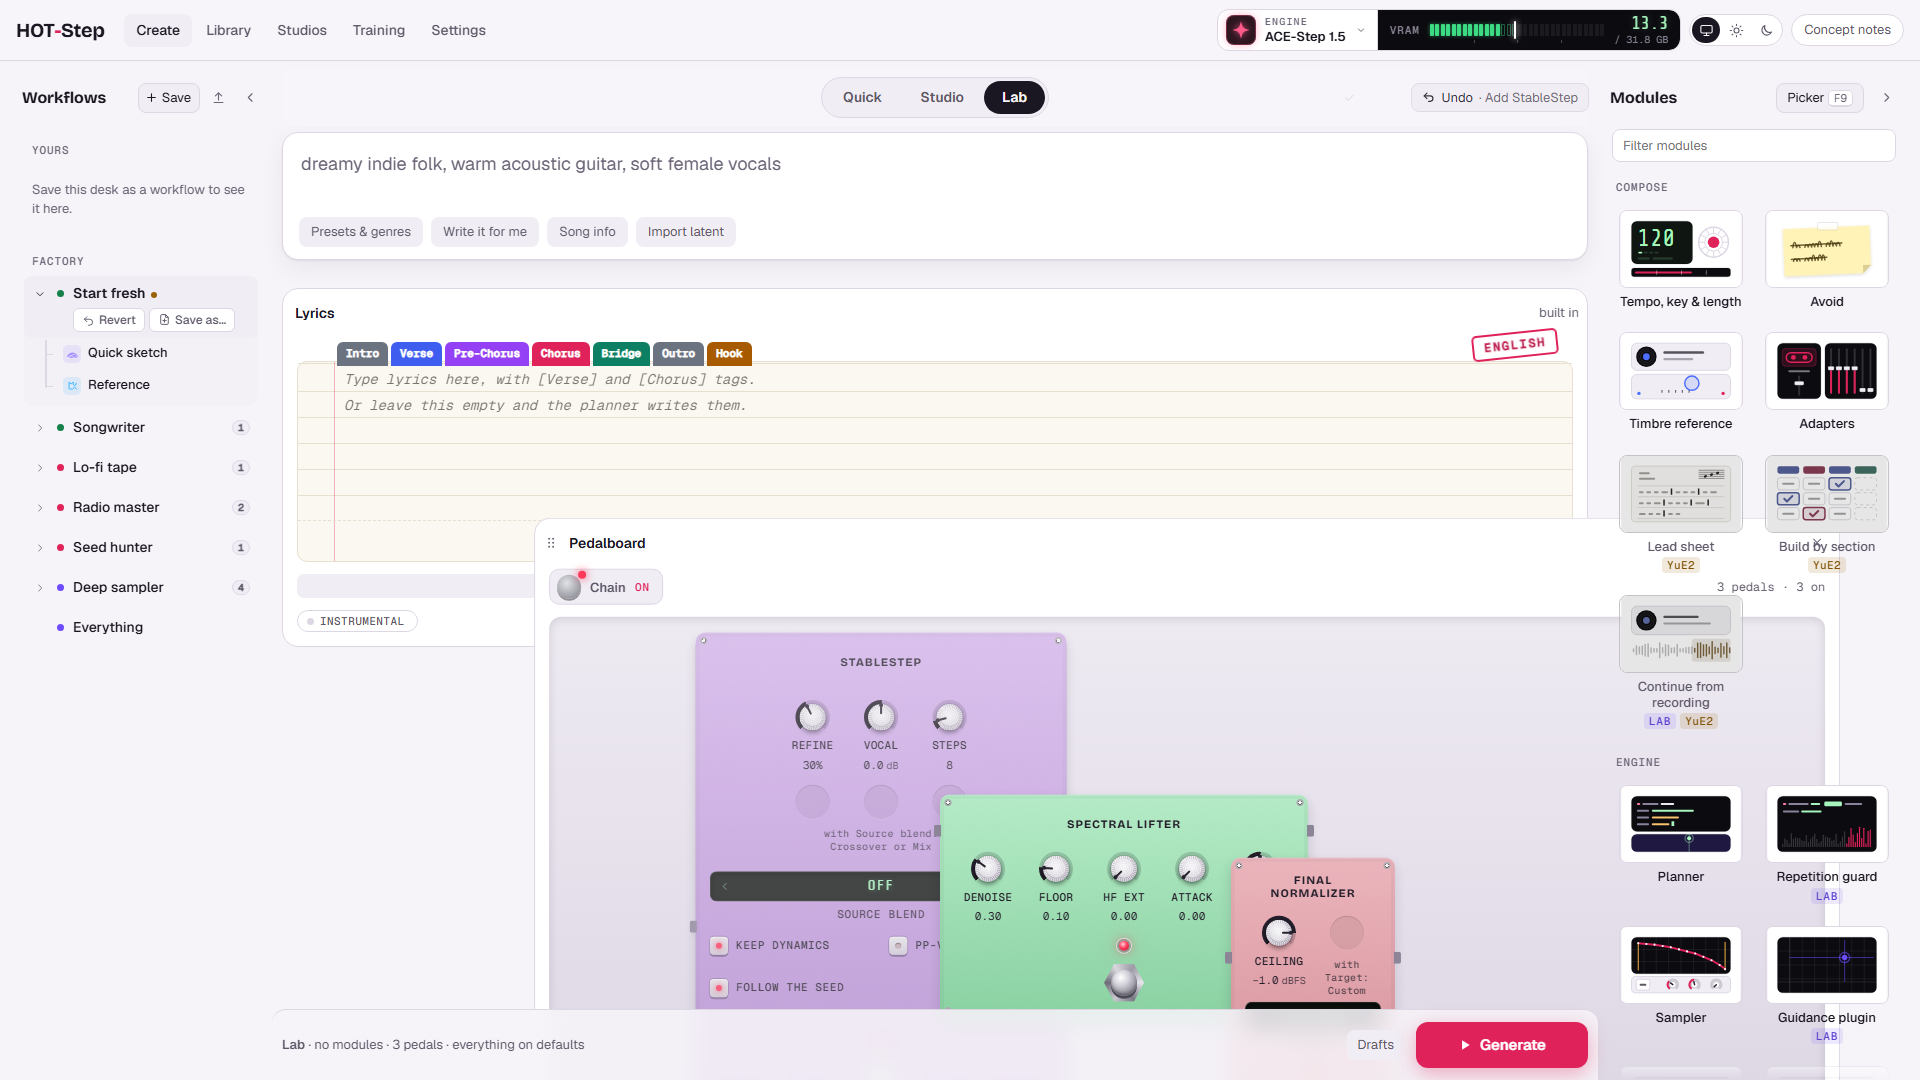 HOT-Step
Create
Library
Studios
Training
Settings
ENGINE
ACE-Step 1.5
VRAM
13.3
/ 31.8 GB
Concept notes
Workflows
+ Save
Quick
Studio
Lab
Undo · Add StableStep
Modules
Picker F9
YOURS
Save this desk as a workflow to see
it here.
FACTORY
Start fresh
Revert
Save as...
Quick sketch
Reference
Songwriter 1
Lo-fi tape 1
Radio master 2
Seed hunter 1
Deep sampler 4
Everything
dreamy indie folk, warm acoustic guitar, soft female vocals
Presets & genres
Write it for me
Song info
Import latent
Lyrics
built in
Intro
Verse
Pre-Chorus
Chorus
Bridge
Outro
Hook
ENGLISH
Type lyrics here, with [Verse] and [Chorus] tags.
Or leave this empty and the planner writes them.
INSTRUMENTAL
Pedalboard
Chain ON
3 pedals · 3 on
STABLESTEP
REFINE
VOCAL
STEPS
30%
0.0 dB
8
with Source blend
Crossover or Mix
OFF
SOURCE BLEND
KEEP DYNAMICS
PP-V
FOLLOW THE SEED
SPECTRAL LIFTER
DENOISE
FLOOR
HF EXT
ATTACK
0.30
0.10
0.00
0.00
FINAL
NORMALIZER
CEILING
-1.0 dBFS
with
Target:
Custom
Lab · no modules · 3 pedals · everything on defaults
Drafts
Generate
Filter modules
COMPOSE
120
Tempo, key & length
Avoid
Timbre reference
Adapters
Lead sheet
YuE2
Build by section
YuE2
Continue from
recording
LAB YuE2
ENGINE
Planner
Repetition guard
LAB
Sampler
Guidance plugin
LAB